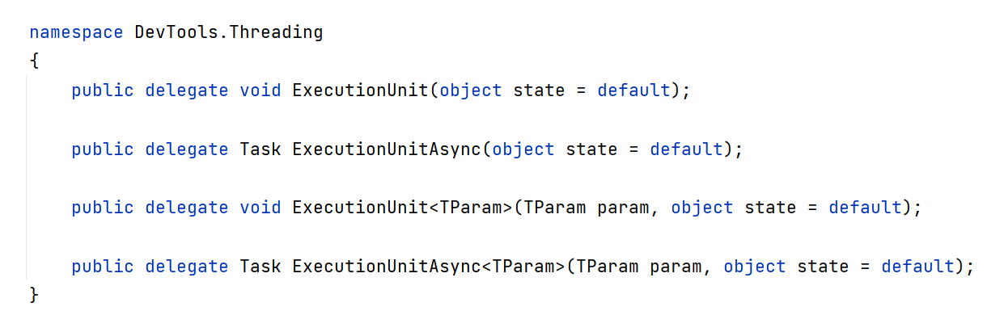 namespace DevTools.Threading
{
    public delegate void ExecutionUnit(object state = default);
    public delegate Task ExecutionUnitAsync(object state = default);
    public delegate void ExecutionUnit<TParam>(TParam param, object state = default);
    public delegate Task ExecutionUnitAsync<TParam>(TParam param, object state = default);
}